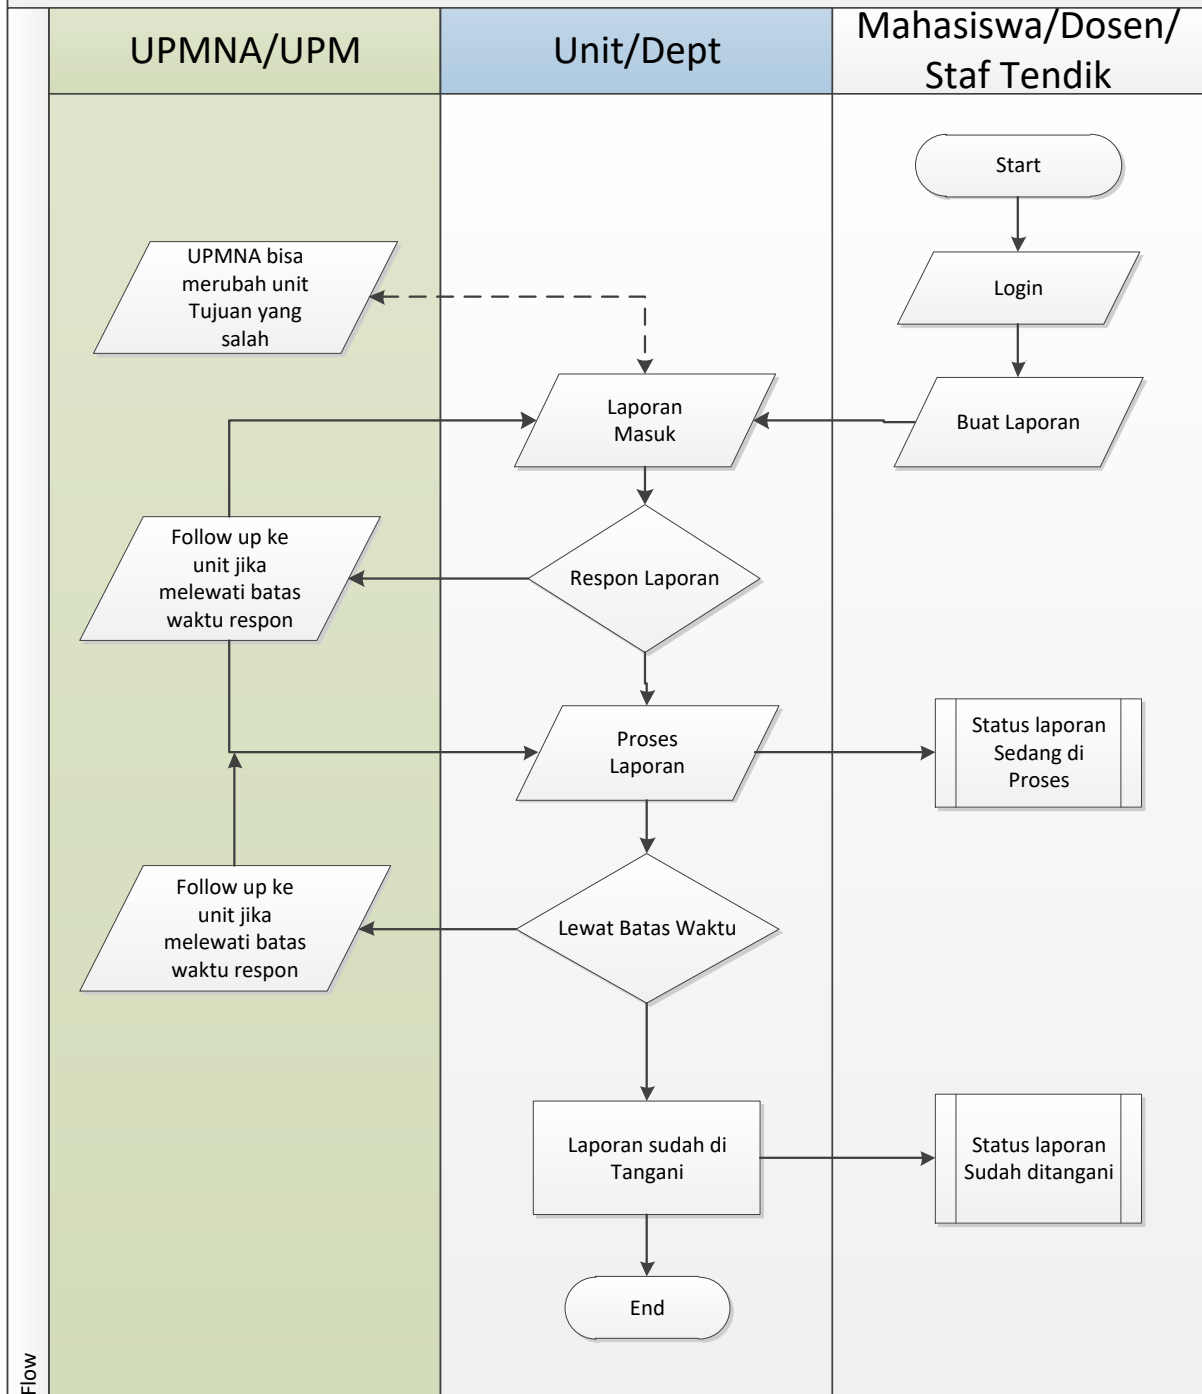 UPMNA/UPM
Unit/Dept
Mahasiswa/Dosen/
Staf Tendik
Start
Login
UPMNA bisa
merubah unit
Tujuan yang
salah
Laporan
Masuk
Buat Laporan
Follow up ke
unit jika
melewati batas
waktu respon
Respon Laporan
Proses
Laporan
Status laporan
Sedang di
Proses
Follow up ke
unit jika
melewati batas
waktu respon
Lewat Batas Waktu
Laporan sudah di
Tangani
Status laporan
Sudah ditangani
End
Flow